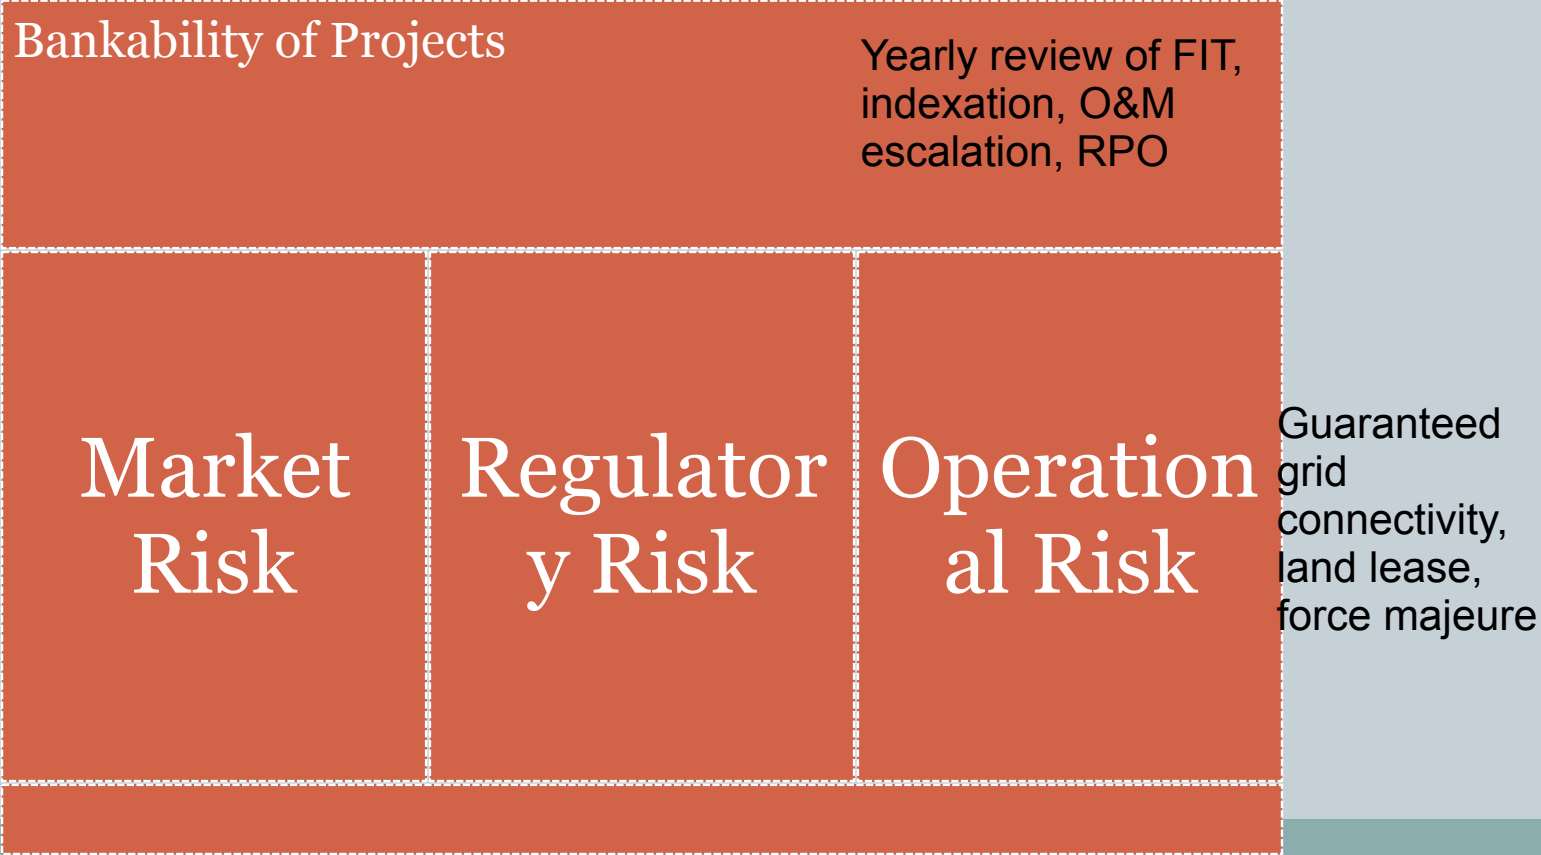 Bankability of Projects
Yearly review of FIT,
indexation, O&M
escalation, RPO
Market
Risk
Regulator
y Risk
Operation
al Risk
Guaranteed
grid
connectivity,
land lease,
force majeure